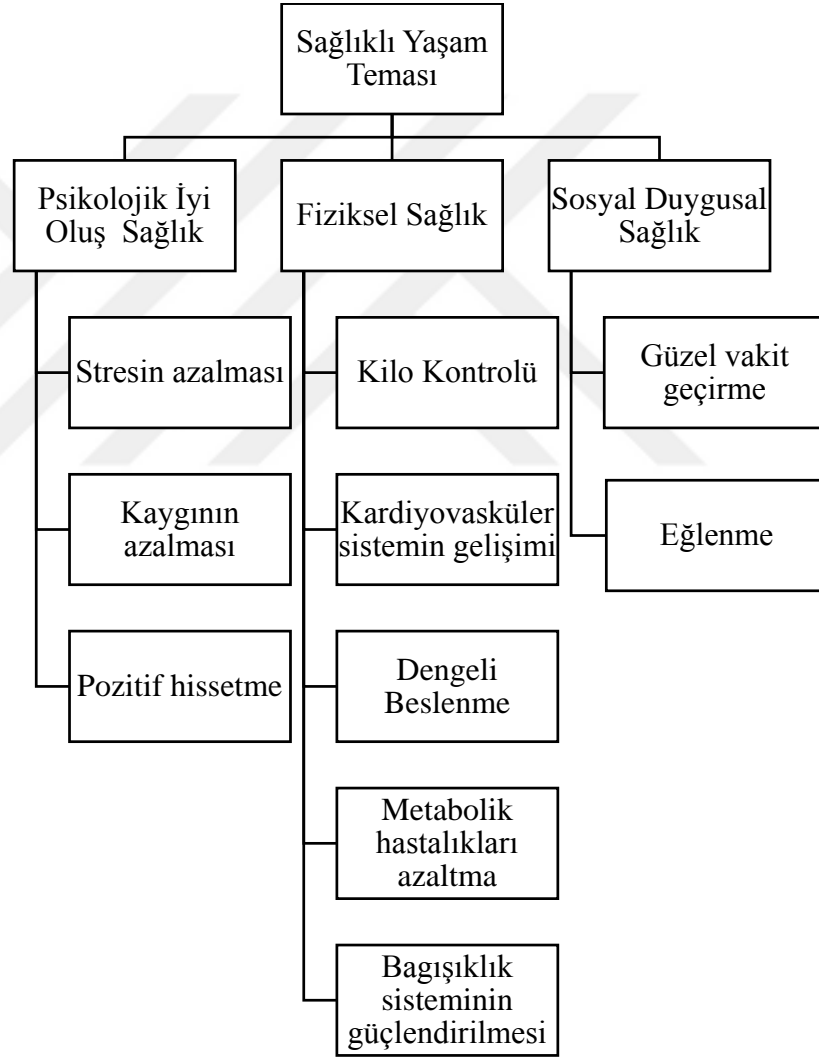 Sağlıklı Yaşam
Teması
Psikolojik İyi
Oluş  Sağlık
Stresin azalması
Kaygının
azalması
Pozitif hissetme
Fiziksel Sağlık
Kilo Kontrolü
Kardiyovasküler
sistemin gelişimi
Dengeli
Beslenme
Metabolik
hastalıkları
azaltma
Bagışıklık
sisteminin
güçlendirilmesi
Sosyal Duygusal
Sağlık
Güzel vakit
geçirme
Eğlenme